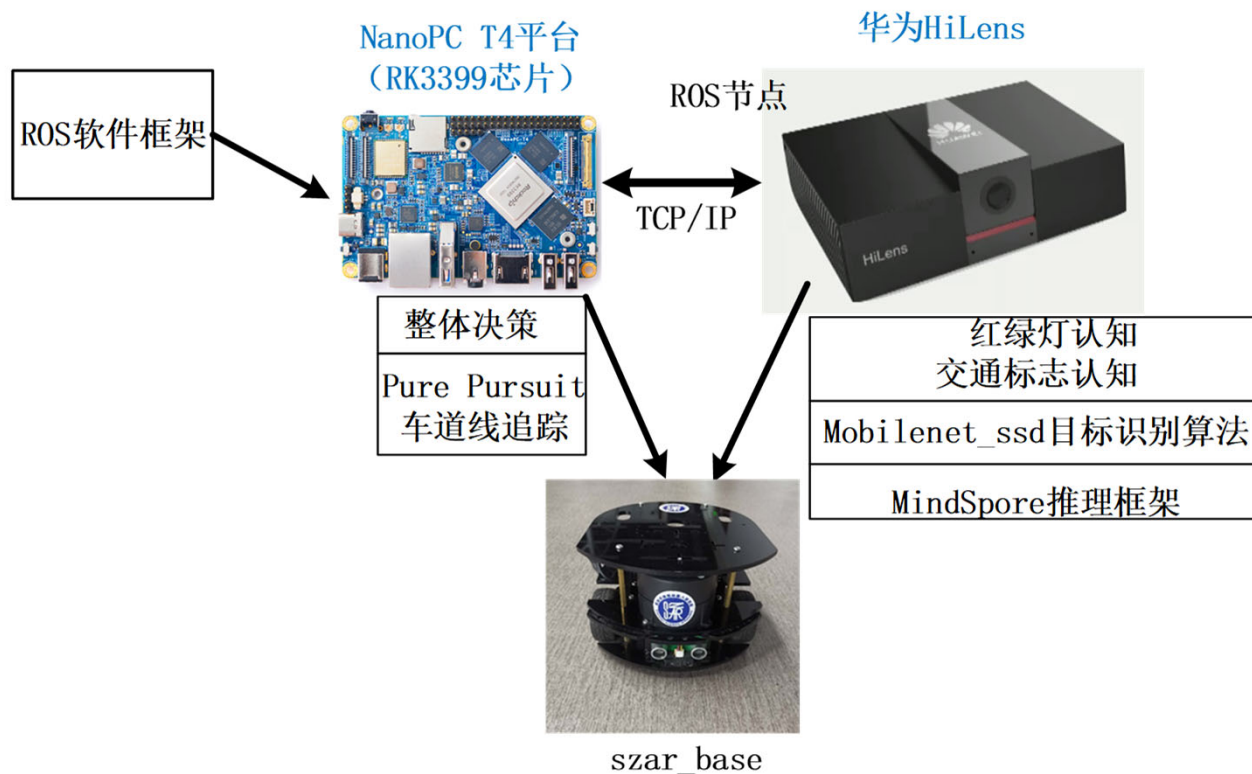 NanoPC T4平台
（RK3399芯片）
华为HiLens
ROS软件框架
ROS节点
TCP/IP
HUAWEI
HiLens
NanoPC-T4
整体决策
Pure Pursuit
车道线追踪
红绿灯认知
交通标志认知
Mobilenet_ssd目标识别算法
MindSpore推理框架
szar_base